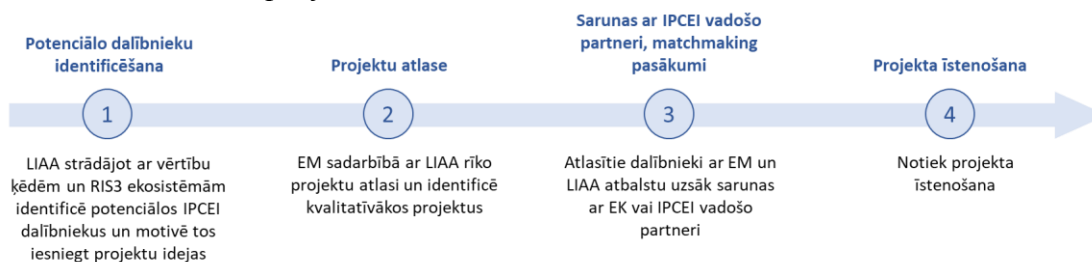 Potenciālo dalībnieku
identificēšana
1
LIAA strādājot ar vērtību
ķēdēm un RIS3 ekosistēmām
identificē potenciālos IPCEI
dalībniekus un motivē tos
iesniegt projektu idejas
Projektu atlase
2
EM sadarbībā ar LIAA rīko
projektu atlasi un identificē
kvalitatīvākos projektus
Sarunas ar IPCEI vadošo
partneri, matchmaking
pasākumi
3
Atlasītie dalībnieki ar EM un
LIAA atbalstu uzsāk sarunas
ar EK vai IPCEI vadošo
partneri
Projekta īstenošana
4
Notiek projekta
īstenošana